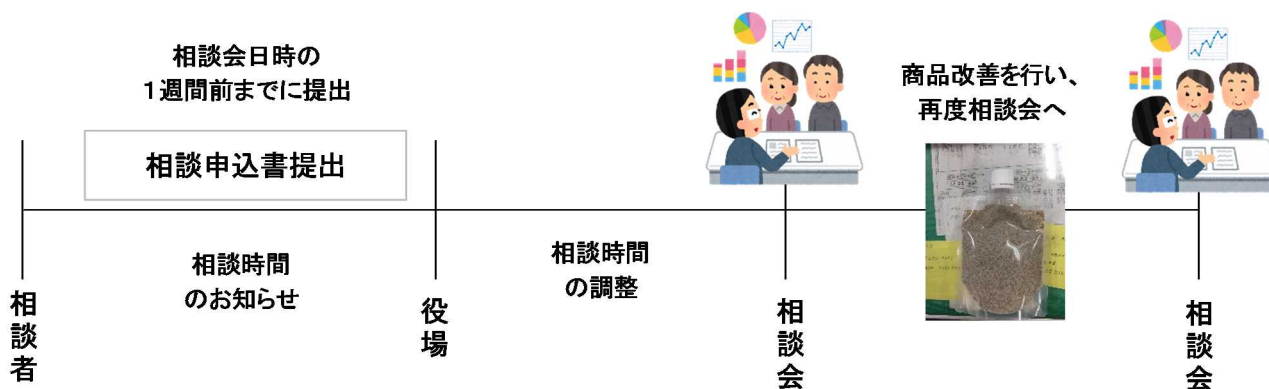 相談会日時の
1週間前までに提出
相談申込書提出
相談時間
のお知らせ
相談時間
の調整
商品改善を行い、
再度相談会へ
相談者
役場
相談会
相談会